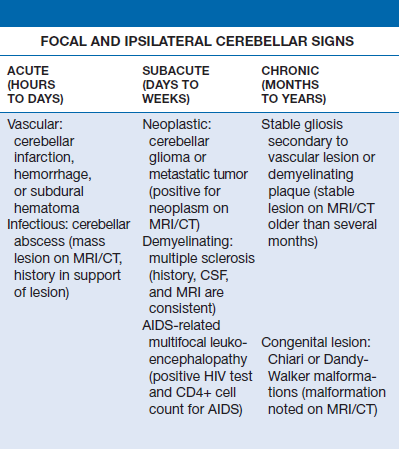 FOCAL AND IPSILATERAL CEREBELLAR SIGNS
ACUTE
(HOURS
TO DAYS)
SUBACUTE
(DAYS TO
WEEKS)
CHRONIC
(MONTHS
TO YEARS)
Vascular:
cerebellar
infarction,
hemorrhage,
or subdural
hematoma
Infectious: cerebellar
abscess (mass
lesion on MRI/CT,
history in support
of lesion)
Neoplastic:
cerebellar
glioma or
metastatic tumor
(positive for
neoplasm on
MRI/CT)
Demyelinating:
multiple sclerosis
(history, CSF,
and MRI are
consistent)
AIDS-related
multifocal leuko-
encephalopathy
(positive HIV test
and CD4+ cell
count for AIDS)
Stable gliosis
secondary to
vascular lesion or
demyelinating
plaque (stable
lesion on MRI/CT
older than several
months)
Congenital lesion:
Chiari or Dandy-
Walker malforma-
tions (malformation
noted on MRI/CT)